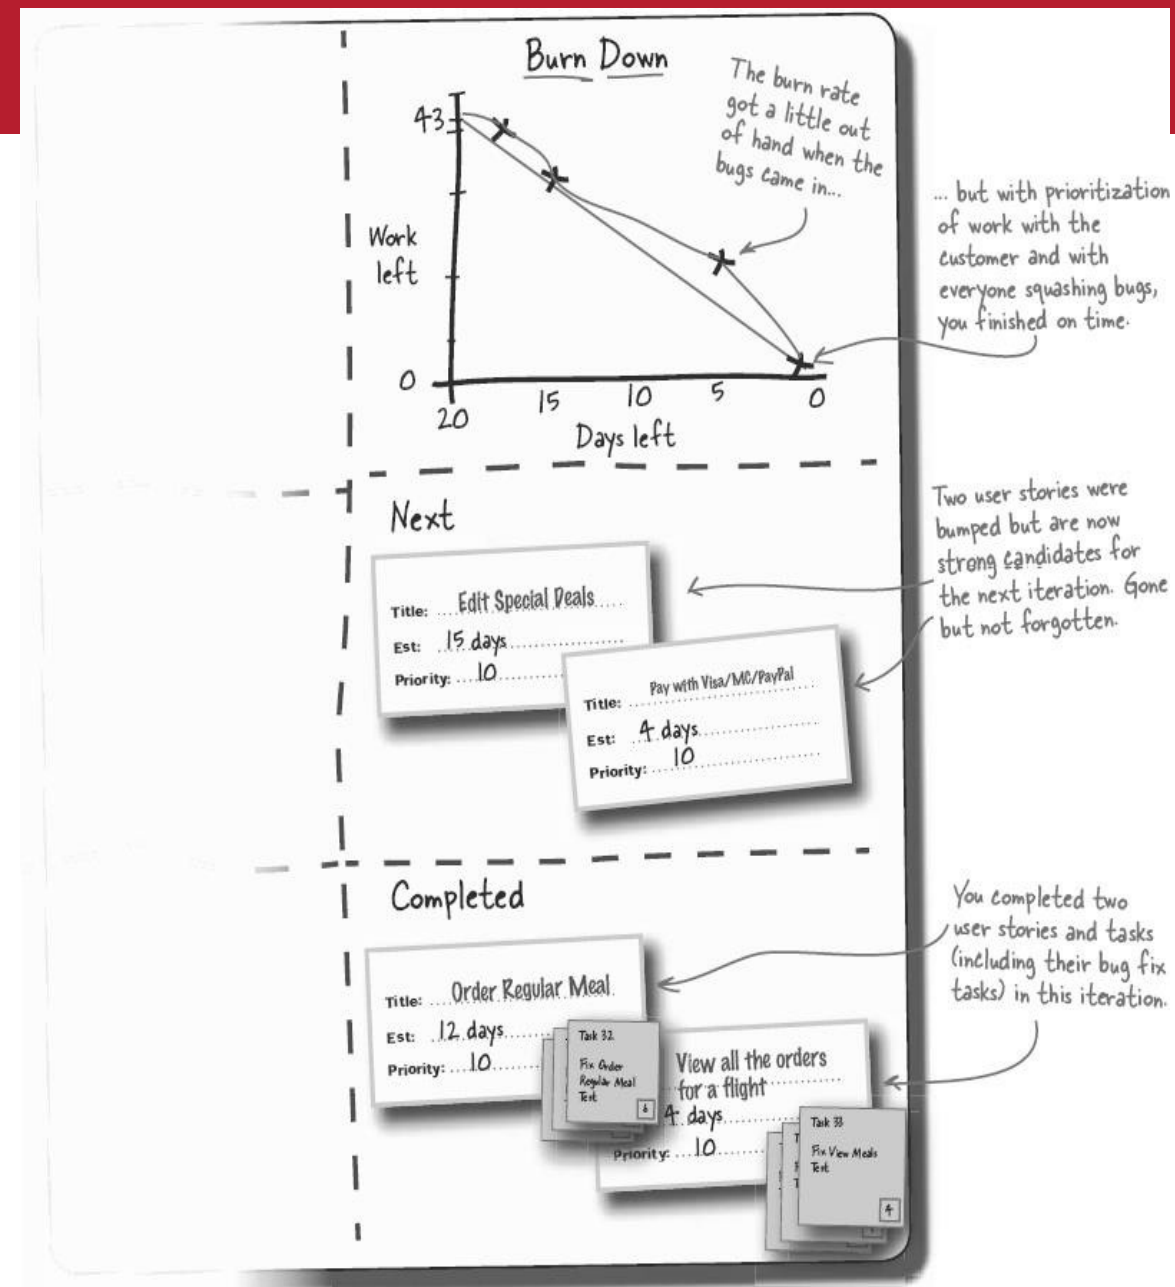 Burn Down
The burn rate
got a little out
of hand when the
bugs came in...
43
Work
left
0
20
15
10
5
0
Days left
... but with prioritization
of work with the
customer and with
everyone squashing bugs,
you finished on time.
Next
Two user stories were
bumped but are now
strong candidates for
the next iteration. Gone
but not forgotten.
Title: Edit Special Deals
Est: 15 days
Priority: 10
Title: Pay with Visa/MC/PayPal
Est: 4 days
Priority: 10
Completed
You completed two
user stories and tasks
(including their bug fix
tasks) in this iteration.
Title: Order Regular Meal
Est: 12 days
Priority: 10
Task 32
Fix Order
Regular Meal
Test
6
View all the orders
for a flight
4 days
Priority: 10
Task 33
Fix View Meals
Test
4